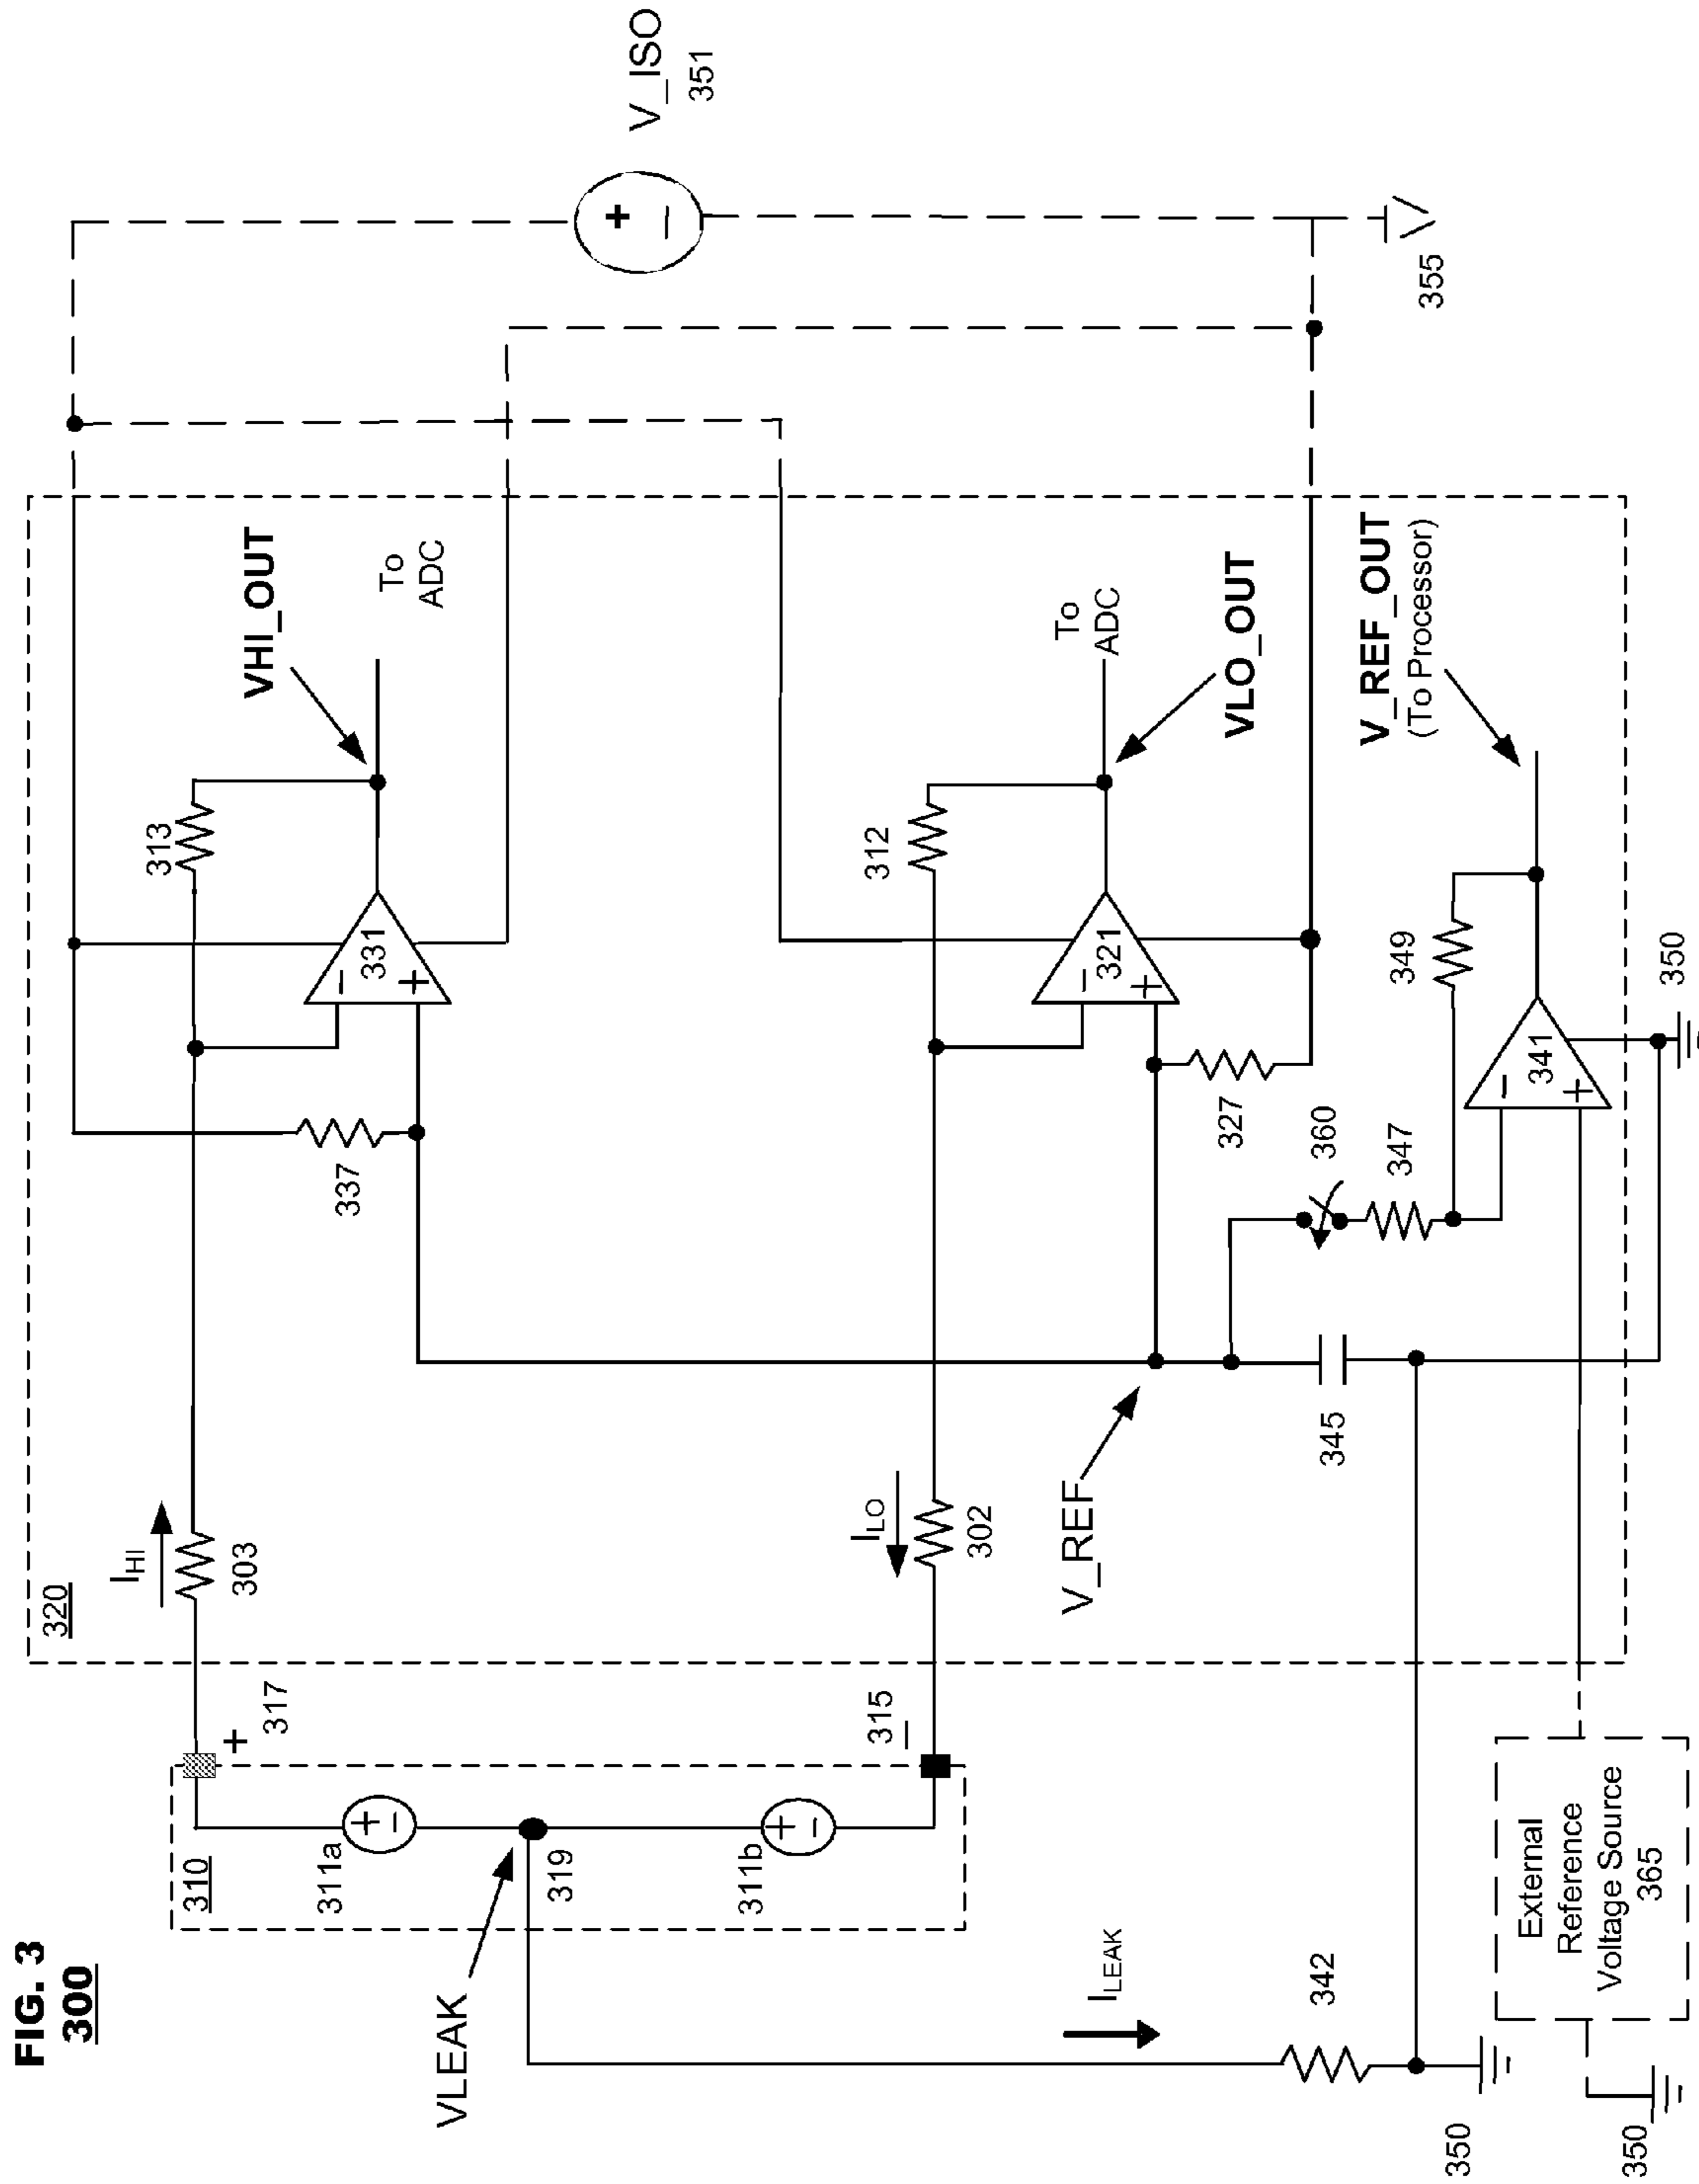 FIG. 3
300
320
I_HI
303
313
VHI_OUT
To
ADC
V_ISO
351
+
−
331
−
+
337
317
+
310
311a
+
−
VLEAK
319
311b
+
−
315
−
I_LO
302
312
321
−
+
To
ADC
VLO_OUT
327
355
V_REF
345
360
347
349
341
−
+
V_REF_OUT
(To Processor)
350
I_LEAK
342
350
External
Reference
Voltage Source
365
350